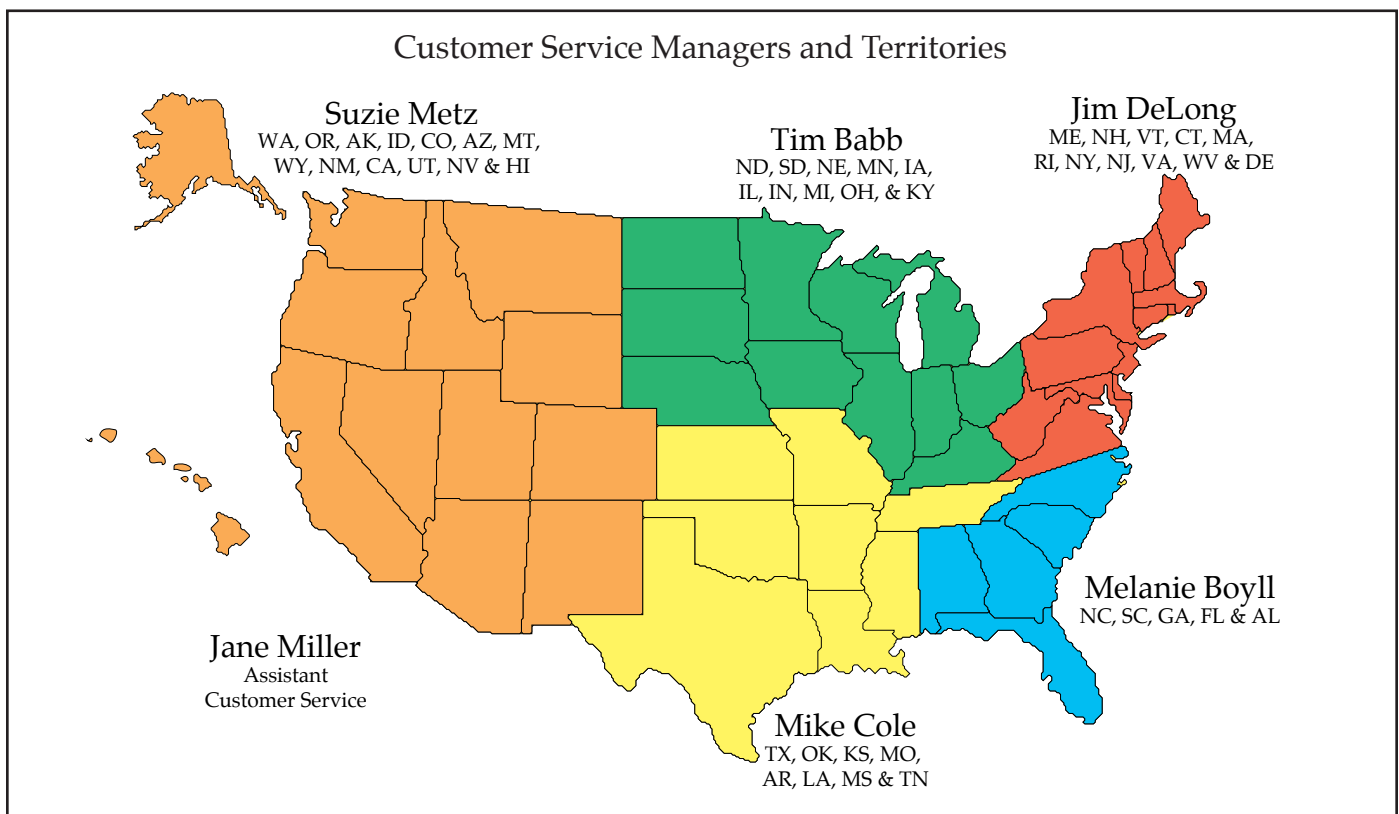 Customer Service Managers and Territories
Suzie Metz
WA, OR, AK, ID, CO, AZ, MT,
WY, NM, CA, UT, NV & HI
Tim Babb
ND, SD, NE, MN, IA,
IL, IN, MI, OH, & KY
Jim DeLong
ME, NH, VT, CT, MA,
RI, NY, NJ, VA, WV & DE
Melanie Boyll
NC, SC, GA, FL & AL
Jane Miller
Assistant
Customer Service
Mike Cole
TX, OK, KS, MO,
AR, LA, MS & TN